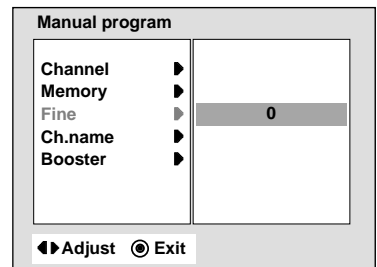 Manual program
Channel
Memory
Fine 0
Ch.name
Booster
Adjust Exit